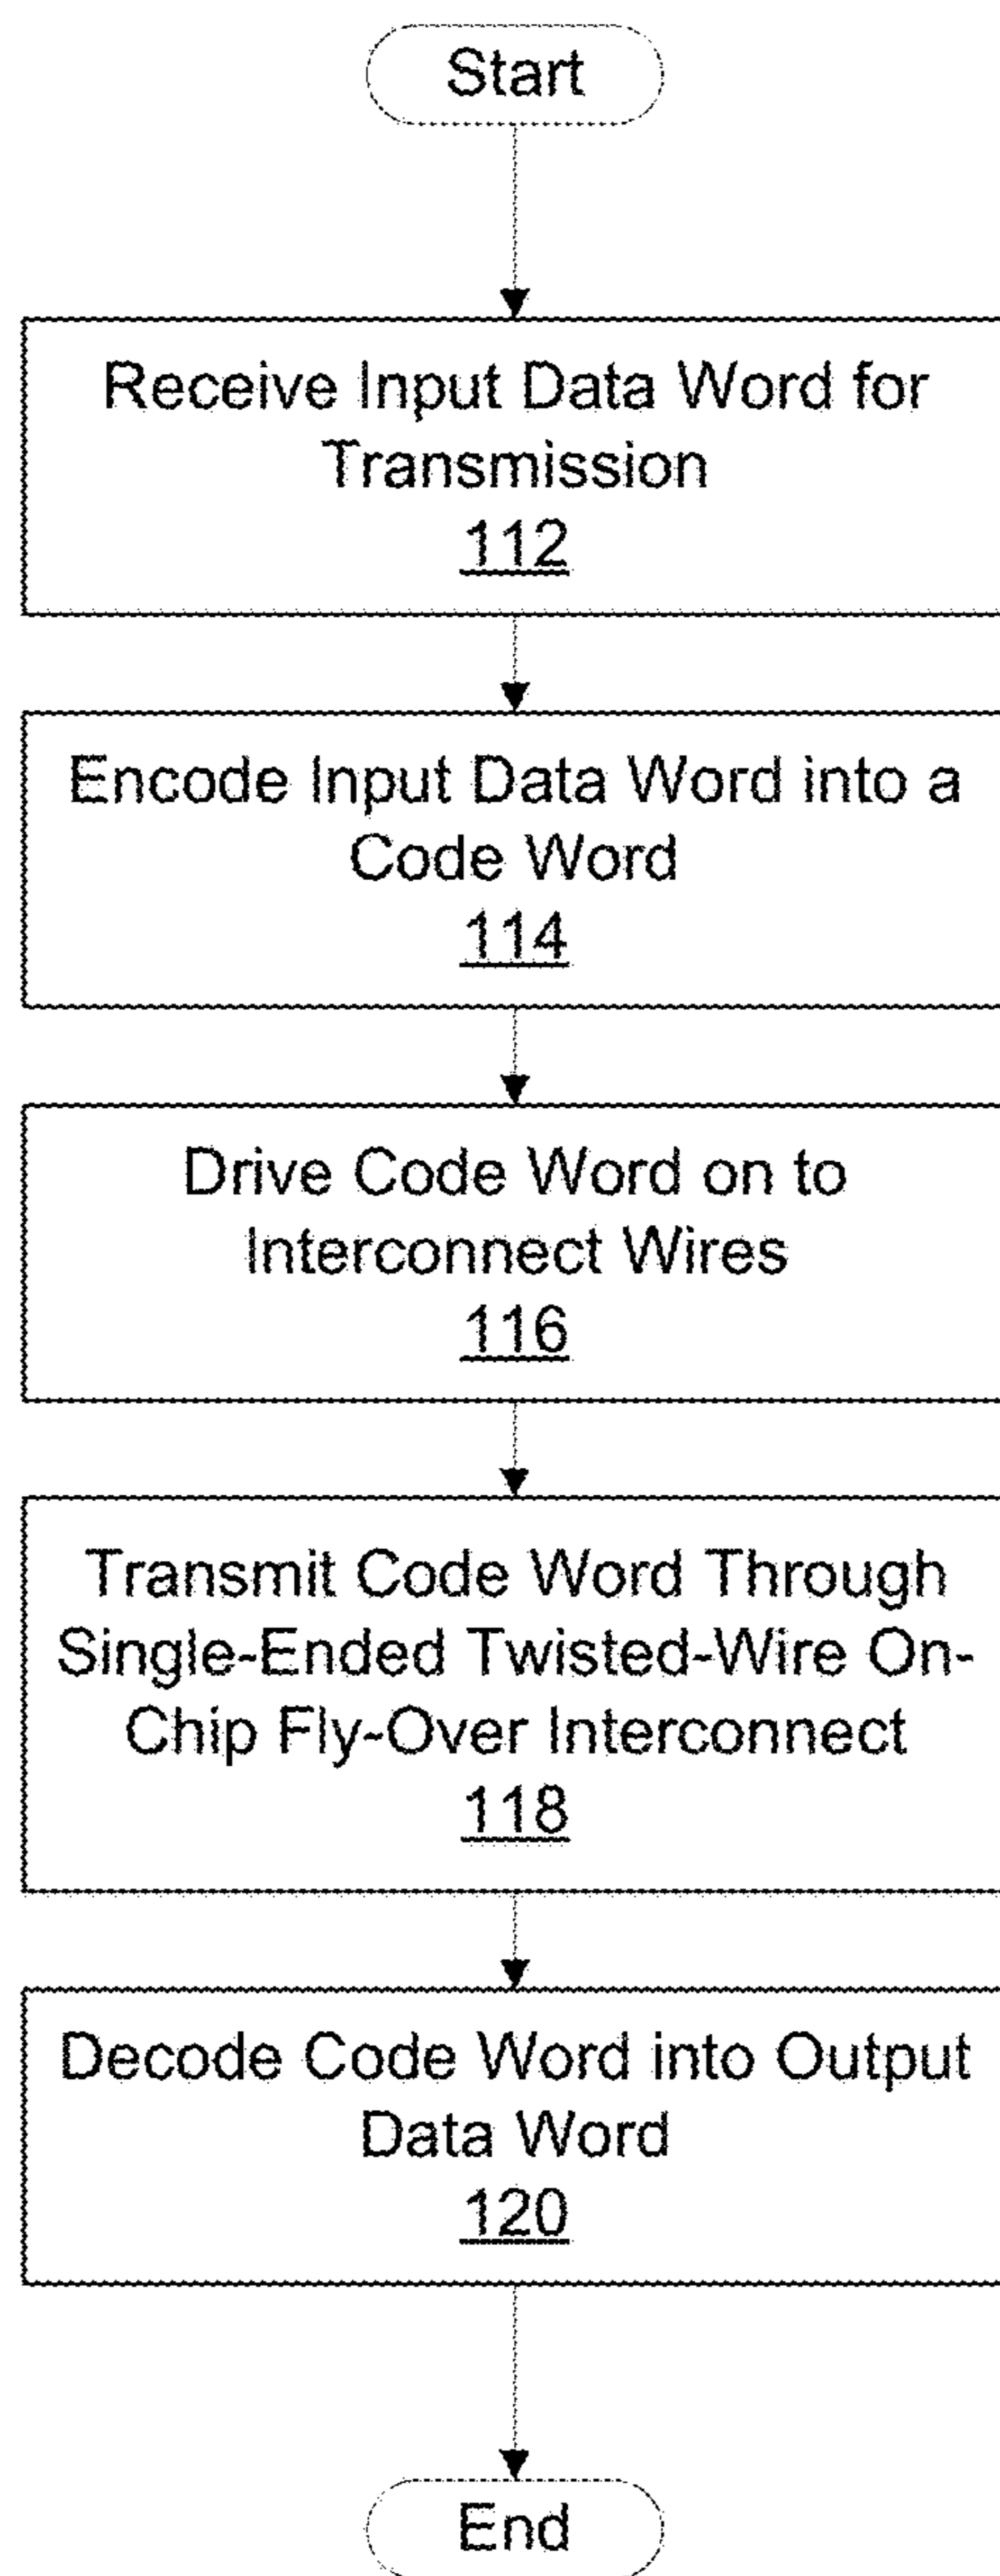 Start
Receive Input Data Word for
Transmission
112
Encode Input Data Word into a
Code Word
114
Drive Code Word on to
Interconnect Wires
116
Transmit Code Word Through
Single-Ended Twisted-Wire On-
Chip Fly-Over Interconnect
118
Decode Code Word into Output
Data Word
120
End